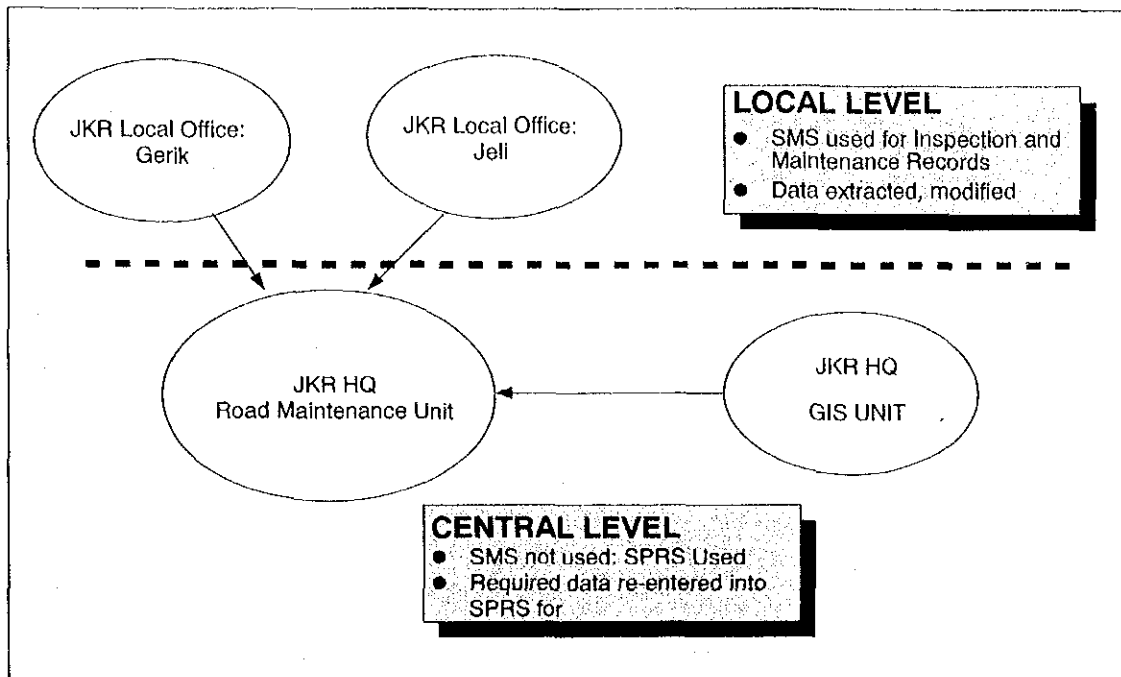 JKR Local Office:
Gerik
JKR Local Office:
Jeli
LOCAL LEVEL
● SMS used for Inspection and
Maintenance Records
● Data extracted, modified
JKR HQ
Road Maintenance Unit
JKR HQ
GIS UNIT
CENTRAL LEVEL
● SMS not used: SPRS Used
● Required data re-entered into
SPRS for